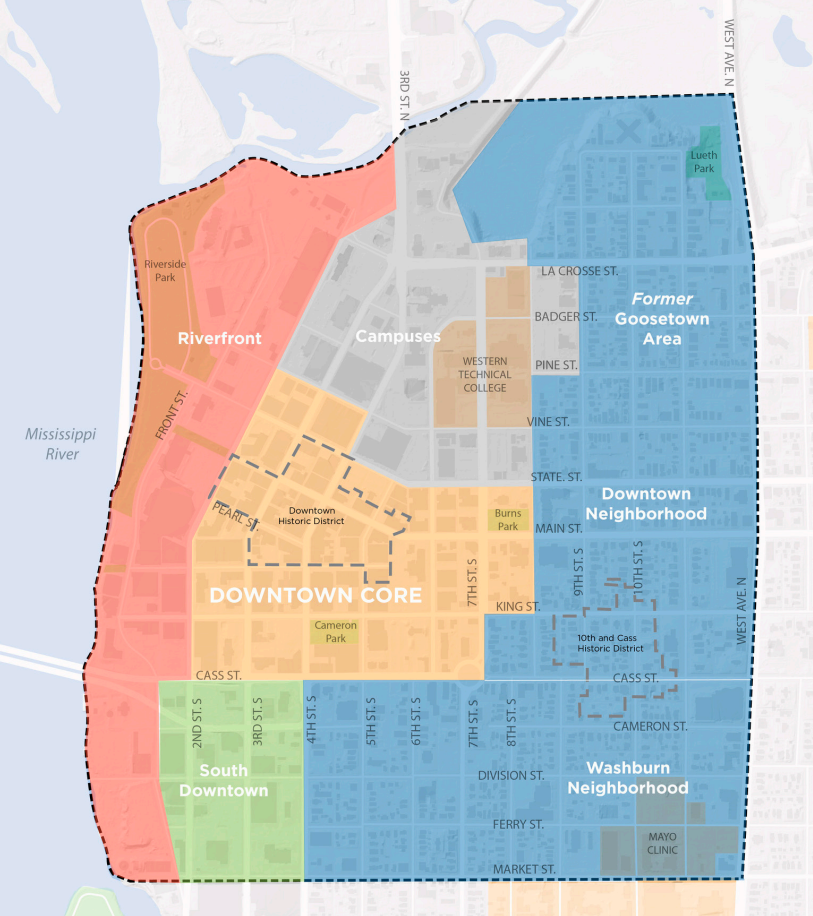 WEST AVE. N
3RD ST. N
Lueth
Park
Riverside
Park
LA CROSSE ST.
Former
Goosetown
Area
BADGER ST.
Riverfront
Campuses
WESTERN
TECHNICAL
COLLEGE
PINE ST.
FRONT ST.
VINE ST.
Mississippi
River
STATE. ST.
Downtown
Neighborhood
PEARL ST.
Downtown
Historic District
Burns
Park
MAIN ST.
7TH ST. S
9TH ST. S
10TH ST. S
WEST AVE. N
DOWNTOWN CORE
KING ST.
Cameron
Park
10th and Cass
Historic District
CASS ST.
CASS ST.
2ND ST. S
3RD ST. S
4TH ST. S
5TH ST. S
6TH ST. S
7TH ST. S
8TH ST. S
CAMERON ST.
South
Downtown
DIVISION ST.
Washburn
Neighborhood
FERRY ST.
MAYO
CLINIC
MARKET ST.